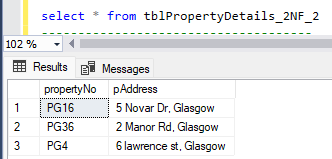 select * from tblPropertyDetails_2NF_2
102 %
Results Messages
propertyNo pAddress
1 PG16 5 Novar Dr, Glasgow
2 PG36 2 Manor Rd, Glasgow
3 PG4 6 lawrence st, Glasgow